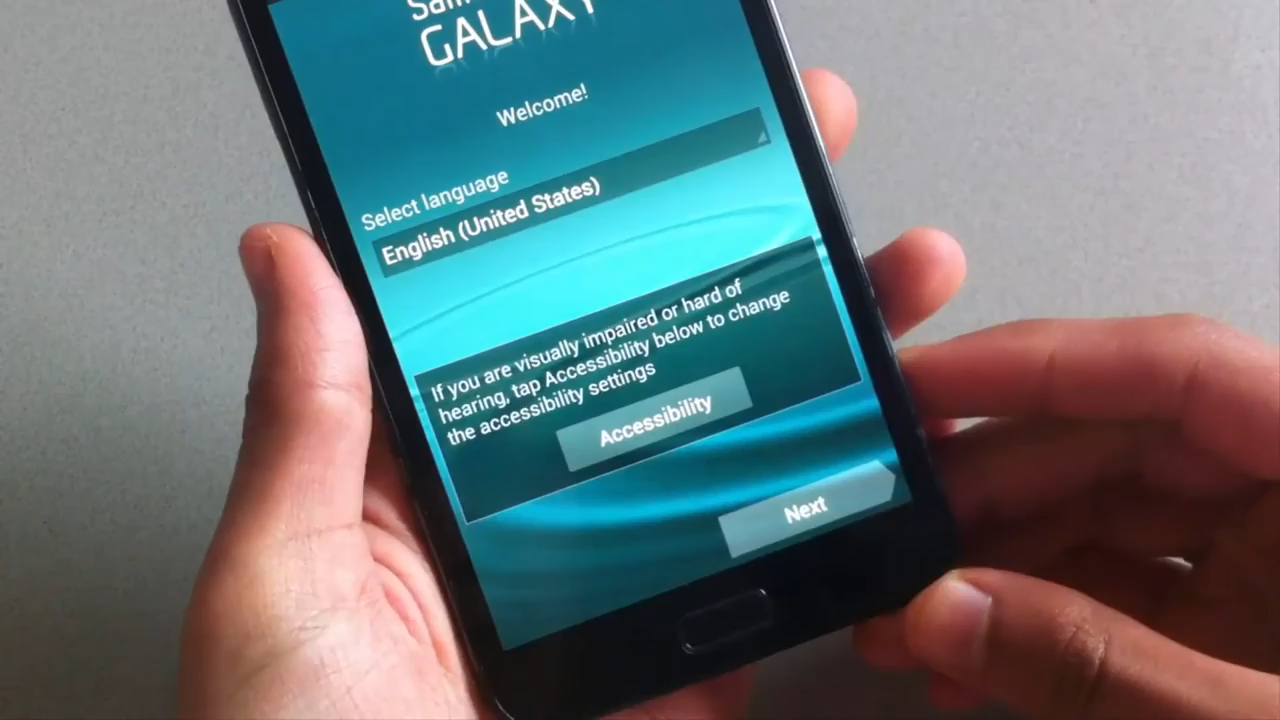 GALAXY
Welcome!
Select language
English (United States)
If you are visually impaired or hard of
hearing, tap Accessibility below to change
the accessibility settings
Accessibility
Next